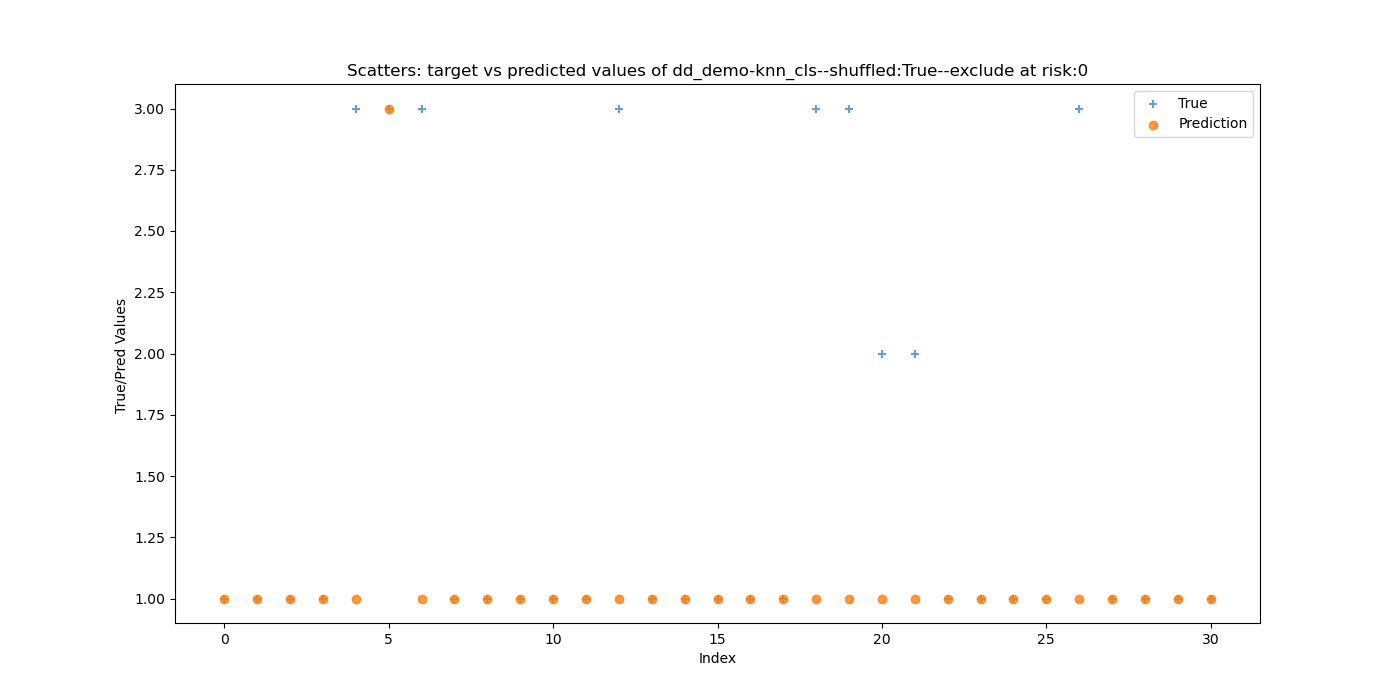 Scatters: target vs predicted values of dd_demo-knn_cls--shuffled:True--exclude at risk:0
True
Prediction
True/Pred Values
3.00
2.75
2.50
2.25
2.00
1.75
1.50
1.25
1.00
0 5 10 15 20 25 30
Index